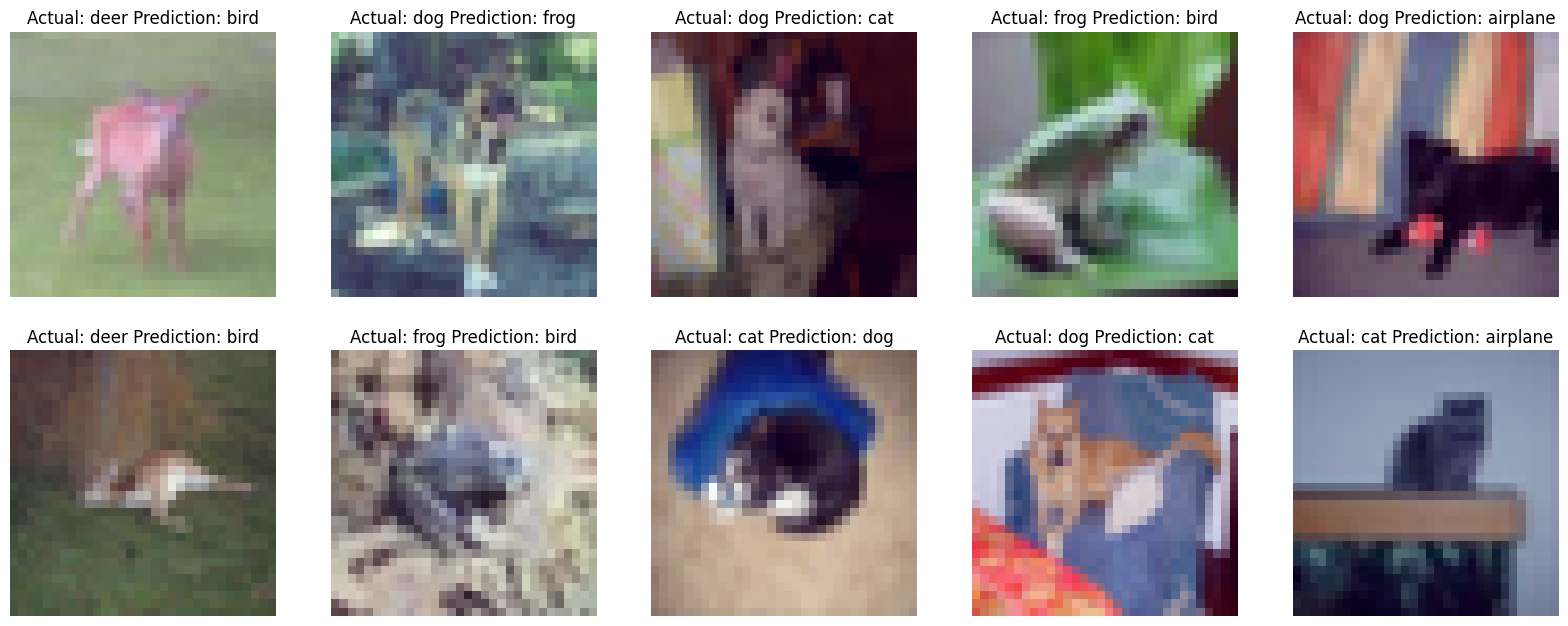 Actual: deer Prediction: bird
Actual: dog Prediction: frog
Actual: dog Prediction: cat
Actual: frog Prediction: bird
Actual: dog Prediction: airplane
Actual: deer Prediction: bird
Actual: frog Prediction: bird
Actual: cat Prediction: dog
Actual: dog Prediction: cat
Actual: cat Prediction: airplane